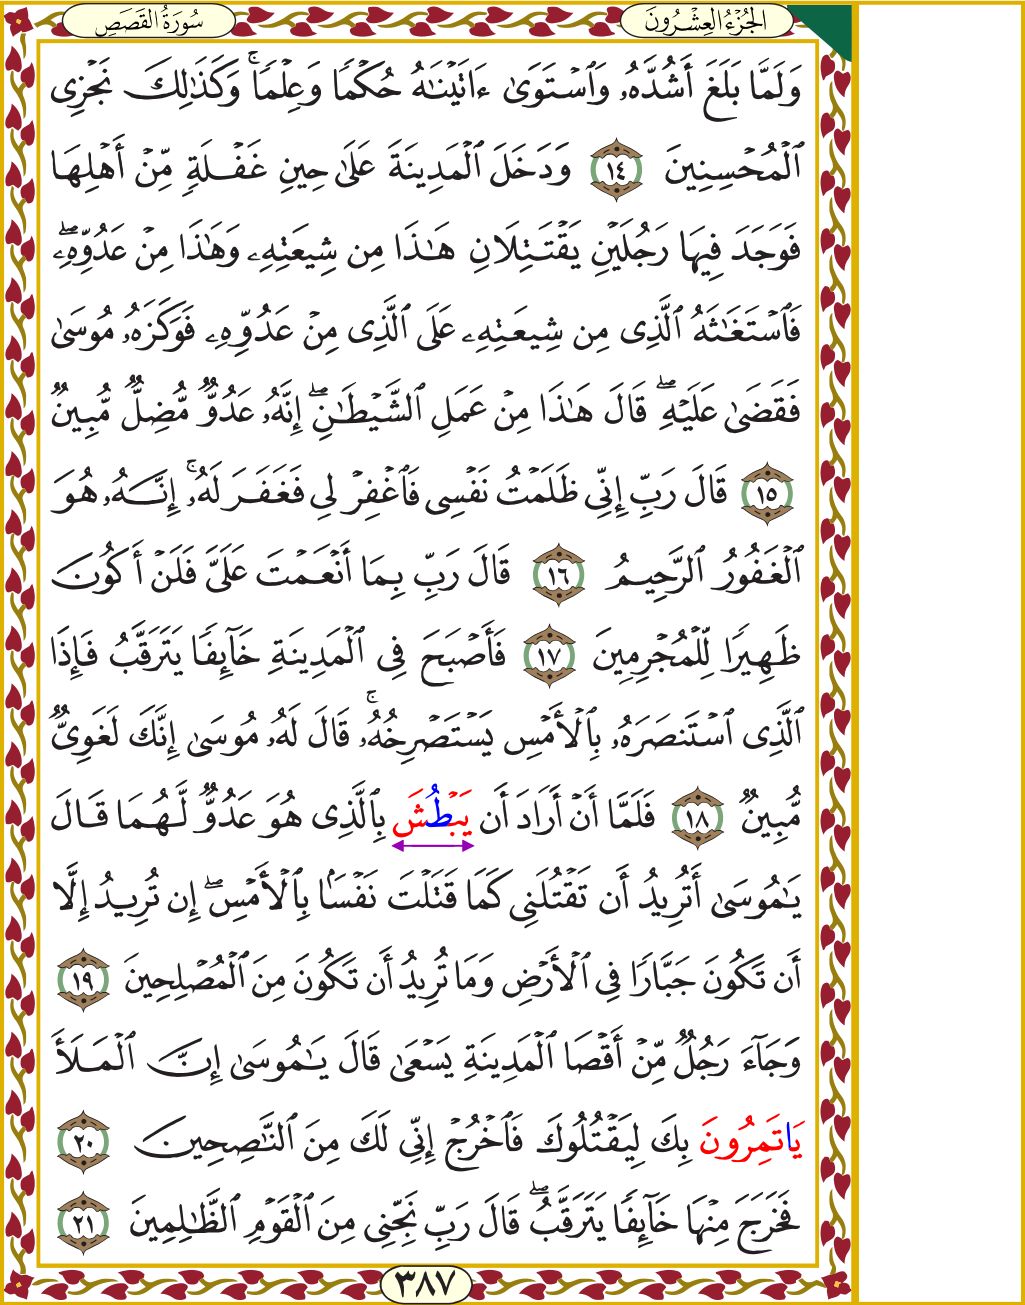 الجُزْءُ العِشْرُونَ
سُورَةُ القَصَصِ
وَلَمَّا بَلَغَ أَشُدَّهُۥ وَٱسۡتَوَىٰٓ ءَاتَيۡنَٰهُ حُكۡمٗا وَعِلۡمٗاۚ وَكَذَٰلِكَ نَجۡزِي
ٱلۡمُحۡسِنِينَ ١٤ وَدَخَلَ ٱلۡمَدِينَةَ عَلَىٰ حِينِ غَفۡلَةٖ مِّنۡ أَهۡلِهَا
فَوَجَدَ فِيهَا رَجُلَيۡنِ يَقۡتَتِلَانِ هَٰذَا مِن شِيعَتِهِۦ وَهَٰذَا مِنۡ عَدُوِّهِۦۖ
فَٱسۡتَغَٰثَهُ ٱلَّذِي مِن شِيعَتِهِۦ عَلَى ٱلَّذِي مِنۡ عَدُوِّهِۦ فَوَكَزَهُۥ مُوسَىٰ
فَقَضَىٰ عَلَيۡهِۖ قَالَ هَٰذَا مِنۡ عَمَلِ ٱلشَّيۡطَٰنِۖ إِنَّهُۥ عَدُوّٞ مُّضِلّٞ مُّبِينٞ
١٥ قَالَ رَبِّ إِنِّي ظَلَمۡتُ نَفۡسِي فَٱغۡفِرۡ لِي فَغَفَرَ لَهُۥٓۚ إِنَّهُۥ هُوَ
ٱلۡغَفُورُ ٱلرَّحِيمُ ١٦ قَالَ رَبِّ بِمَآ أَنۡعَمۡتَ عَلَيَّ فَلَنۡ أَكُونَ
ظَهِيرٗا لِّلۡمُجۡرِمِينَ ١٧ فَأَصۡبَحَ فِي ٱلۡمَدِينَةِ خَآئِفٗا يَتَرَقَّبُ فَإِذَا
ٱلَّذِي ٱسۡتَنصَرَهُۥ بِٱلۡأَمۡسِ يَسۡتَصۡرِخُهُۥۚ قَالَ لَهُۥ مُوسَىٰٓ إِنَّكَ لَغَوِيّٞ
مُّبِينٞ ١٨ فَلَمَّآ أَنۡ أَرَادَ أَن يَبۡطُشَ بِٱلَّذِي هُوَ عَدُوّٞ لَّهُمَا قَالَ
يَٰمُوسَىٰٓ أَتُرِيدُ أَن تَقۡتُلَنِي كَمَا قَتَلۡتَ نَفۡسَۢا بِٱلۡأَمۡسِۖ إِن تُرِيدُ إِلَّآ
أَن تَكُونَ جَبَّارٗا فِي ٱلۡأَرۡضِ وَمَا تُرِيدُ أَن تَكُونَ مِنَ ٱلۡمُصۡلِحِينَ ١٩
وَجَآءَ رَجُلٞ مِّنۡ أَقۡصَا ٱلۡمَدِينَةِ يَسۡعَىٰ قَالَ يَٰمُوسَىٰٓ إِنَّ ٱلۡمَلَأَ
يَاتَمِرُونَ بِكَ لِيَقۡتُلُوكَ فَٱخۡرُجۡ إِنِّي لَكَ مِنَ ٱلنَّٰصِحِينَ ٢٠
فَخَرَجَ مِنۡهَا خَآئِفٗا يَتَرَقَّبُۖ قَالَ رَبِّ نَجِّنِي مِنَ ٱلۡقَوۡمِ ٱلظَّٰلِمِينَ ٢١
٣٨٧